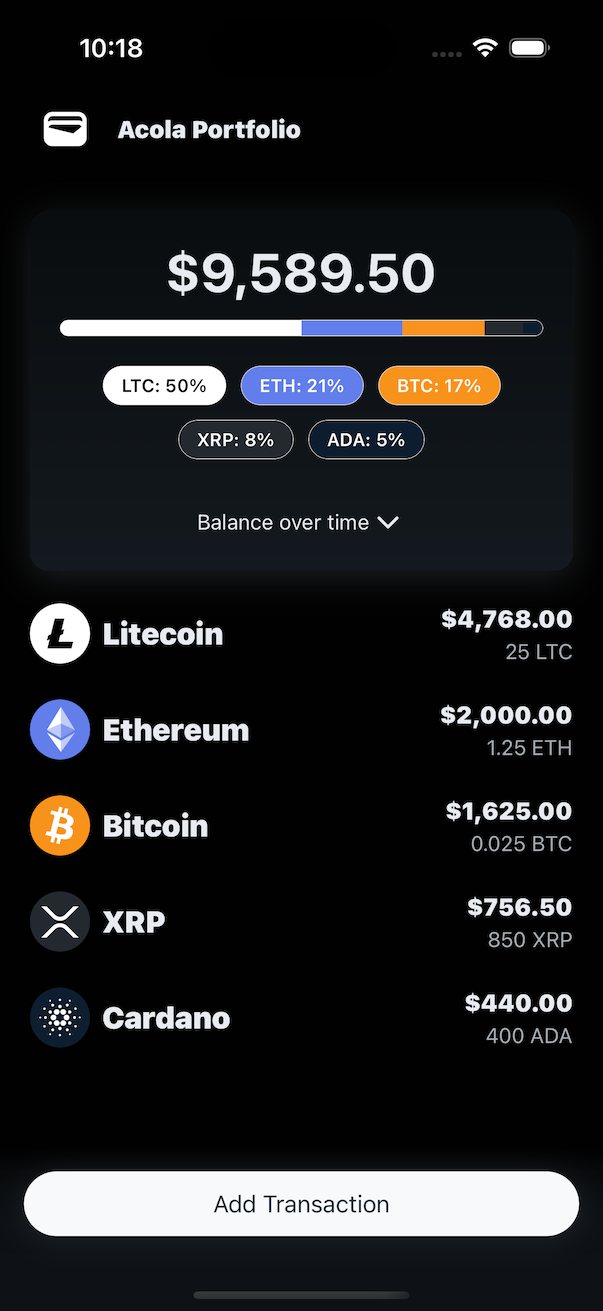 10:18
Acola Portfolio
$9,589.50
LTC: 50% ETH: 21% BTC: 17%
XRP: 8% ADA: 5%
Balance over time
Litecoin $4,768.00
25 LTC
Ethereum $2,000.00
1.25 ETH
Bitcoin $1,625.00
0.025 BTC
XRP $756.50
850 XRP
Cardano $440.00
400 ADA
Add Transaction